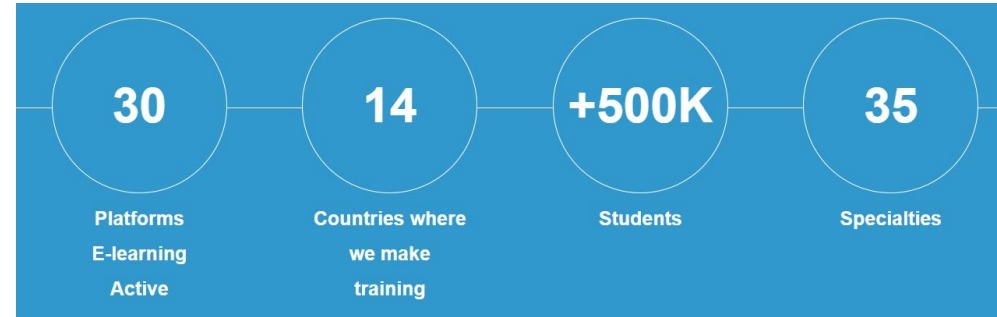 30
Platforms
E-learning
Active
14
Countries where
we make
training
+500K
Students
35
Specialties